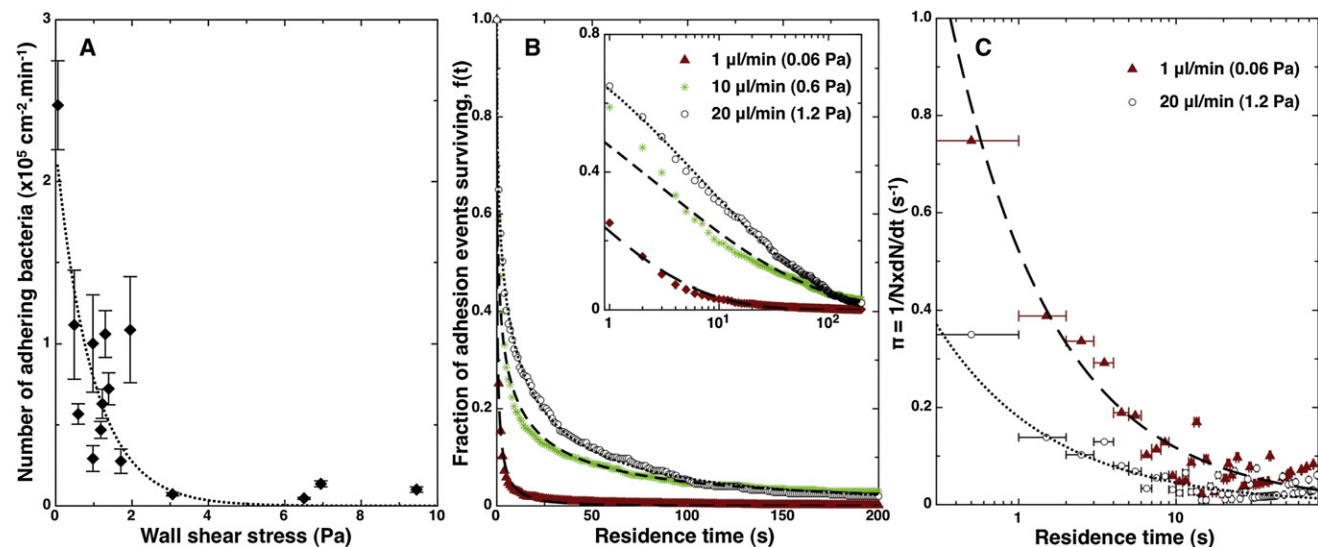 A
Number of adhering bacteria (x10⁵ cm⁻².min⁻¹)
3
2
1
0
0 2 4 6 8 10
Wall shear stress (Pa)
B
Fraction of adhesion events surviving, f(t)
1
0.8
0.6
0.4
0.2
0
0 50 100 150 200
Residence time (s)
0.8
0.4
0
1 10¹ 10²
1 µl/min (0.06 Pa)
10 µl/min (0.6 Pa)
20 µl/min (1.2 Pa)
C
π = 1/NxdN/dt (s⁻¹)
1
0.8
0.6
0.4
0.2
0
1 10
Residence time (s)
1 µl/min (0.06 Pa)
20 µl/min (1.2 Pa)